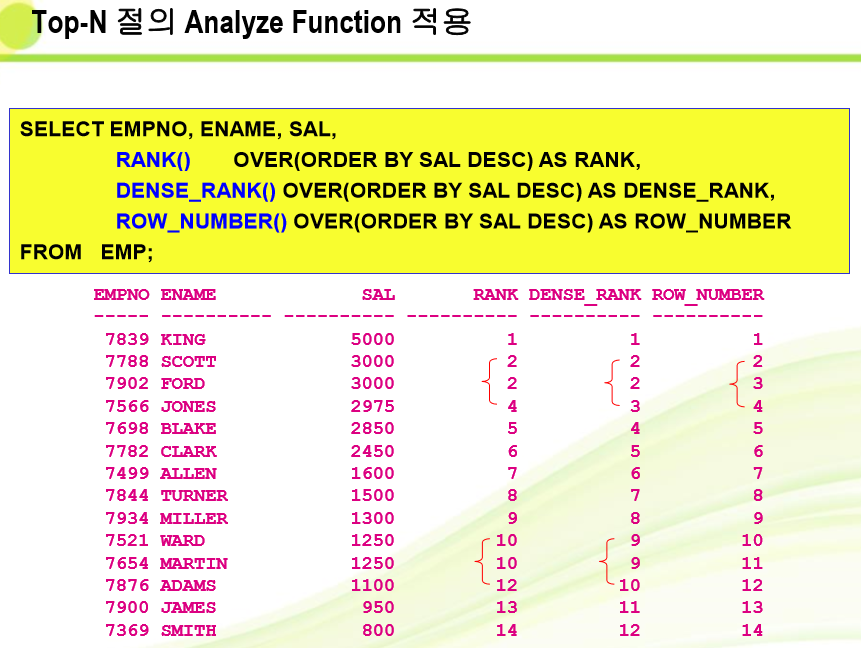 Top-N 절의 Analyze Function 적용
SELECT EMPNO, ENAME, SAL,
RANK() OVER(ORDER BY SAL DESC) AS RANK,
DENSE_RANK() OVER(ORDER BY SAL DESC) AS DENSE_RANK,
ROW_NUMBER() OVER(ORDER BY SAL DESC) AS ROW_NUMBER
FROM EMP;
EMPNO ENAME SAL RANK DENSE_RANK ROW_NUMBER
----- ---------- ---------- ---------- ---------- ----------
7839 KING 5000 1 1 1
7788 SCOTT 3000 2 2 2
7902 FORD 3000 2 2 3
7566 JONES 2975 4 3 4
7698 BLAKE 2850 5 4 5
7782 CLARK 2450 6 5 6
7499 ALLEN 1600 7 6 7
7844 TURNER 1500 8 7 8
7934 MILLER 1300 9 8 9
7521 WARD 1250 10 9 10
7654 MARTIN 1250 10 9 11
7876 ADAMS 1100 12 10 12
7900 JAMES 950 13 11 13
7369 SMITH 800 14 12 14